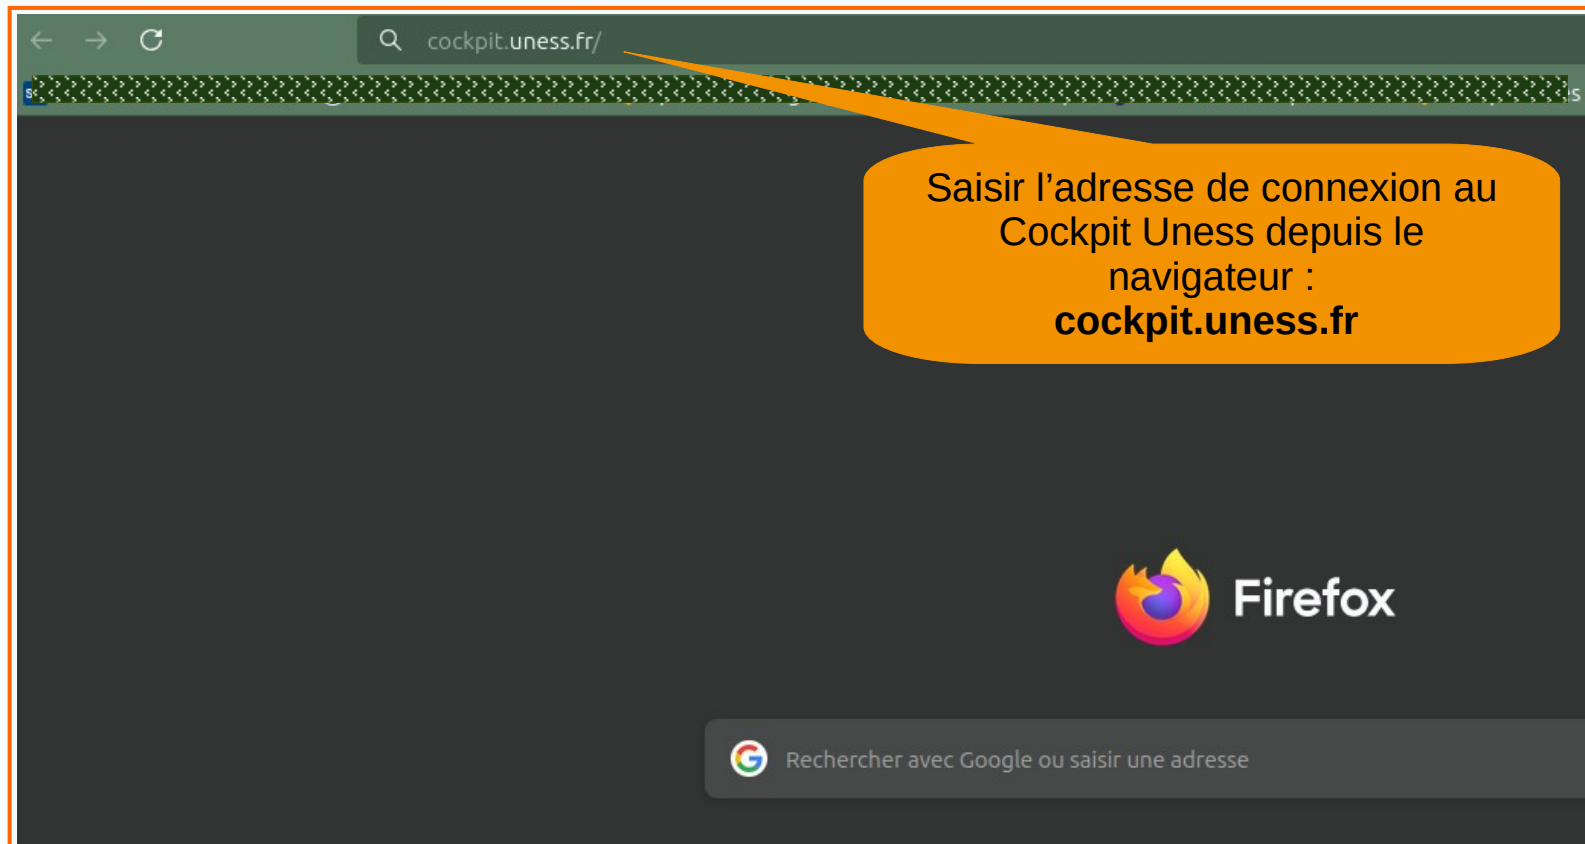 cockpit.uness.fr/
Saisir l’adresse de connexion au
Cockpit Uness depuis le
navigateur :
cockpit.uness.fr
Firefox
Rechercher avec Google ou saisir une adresse